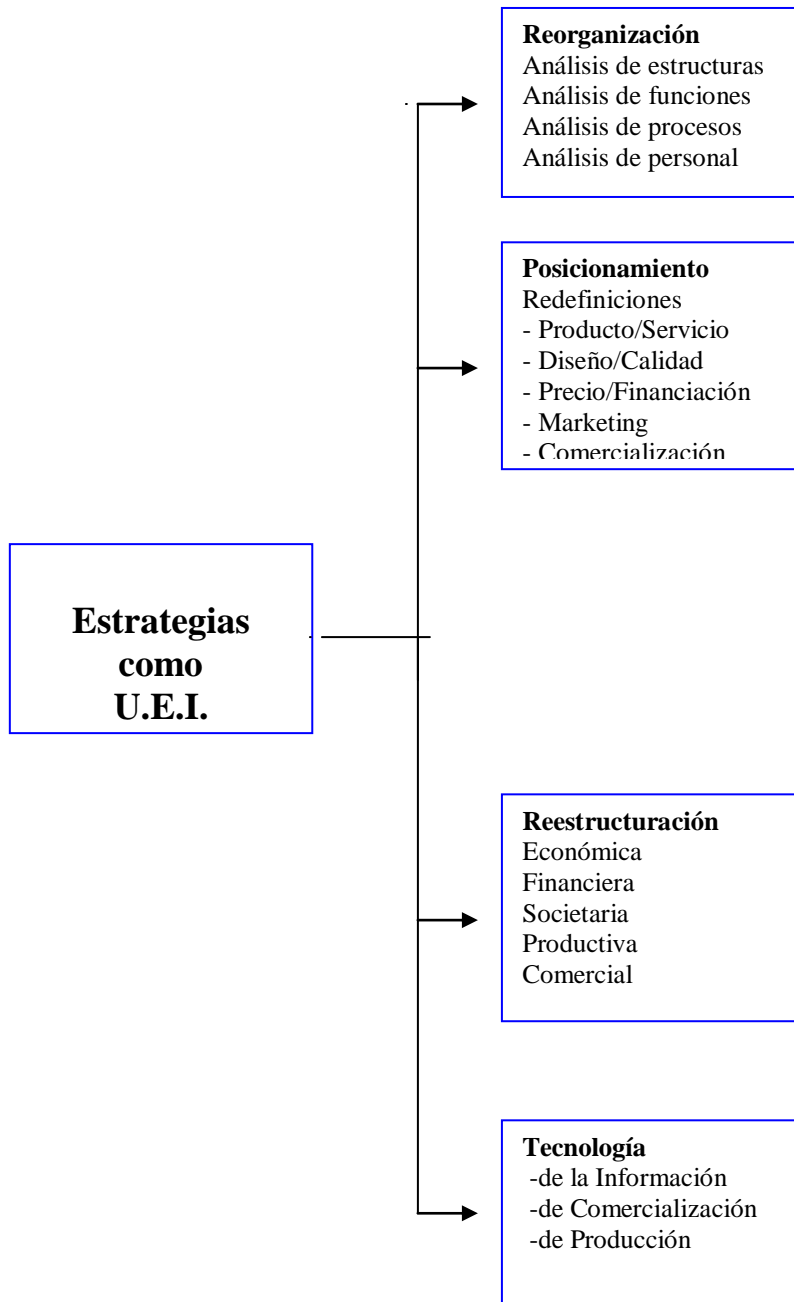 Reorganización
Análisis de estructuras
Análisis de funciones
Análisis de procesos
Análisis de personal
Posicionamiento
Redefiniciones
- Producto/Servicio
- Diseño/Calidad
- Precio/Financiación
- Marketing
- Comercialización
Estrategias
como
U.E.I.
Reestructuración
Económica
Financiera
Societaria
Productiva
Comercial
Tecnología
-de la Información
-de Comercialización
-de Producción